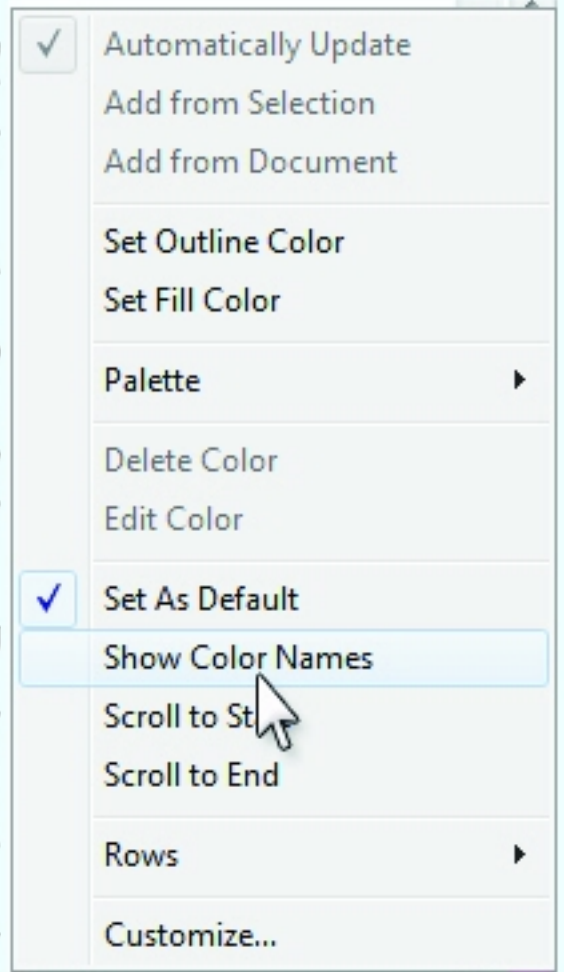 Automatically Update
Add from Selection
Add from Document
Set Outline Color
Set Fill Color
Palette
Delete Color
Edit Color
Set As Default
Show Color Names
Scroll to
Scroll to End
Rows
Customize...